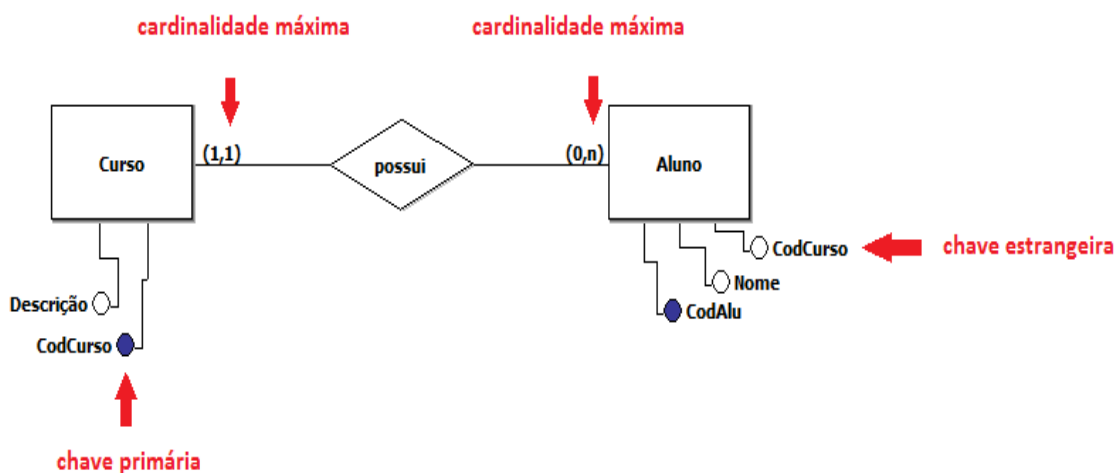 cardinalidade máxima
cardinalidade máxima
Curso
(1,1)
possui
(0,n)
Aluno
CodCurso
chave estrangeira
Nome
Descrição
CodAlu
CodCurso
chave primária